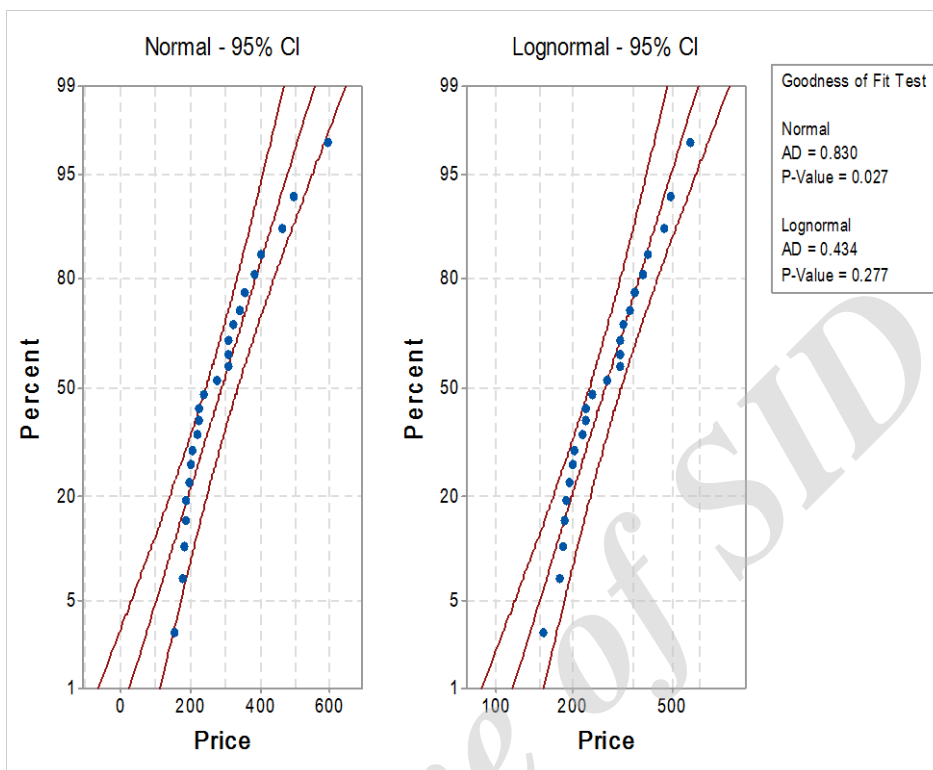 Normal - 95% CI
99
95
80
50
20
5
1
Percent
0 200 400 600
Price
Lognormal - 95% CI
99
95
80
50
20
5
1
Percent
100 200 500
Price
Goodness of Fit Test
Normal
AD = 0.830
P-Value = 0.027
Lognormal
AD = 0.434
P-Value = 0.277
e of SID